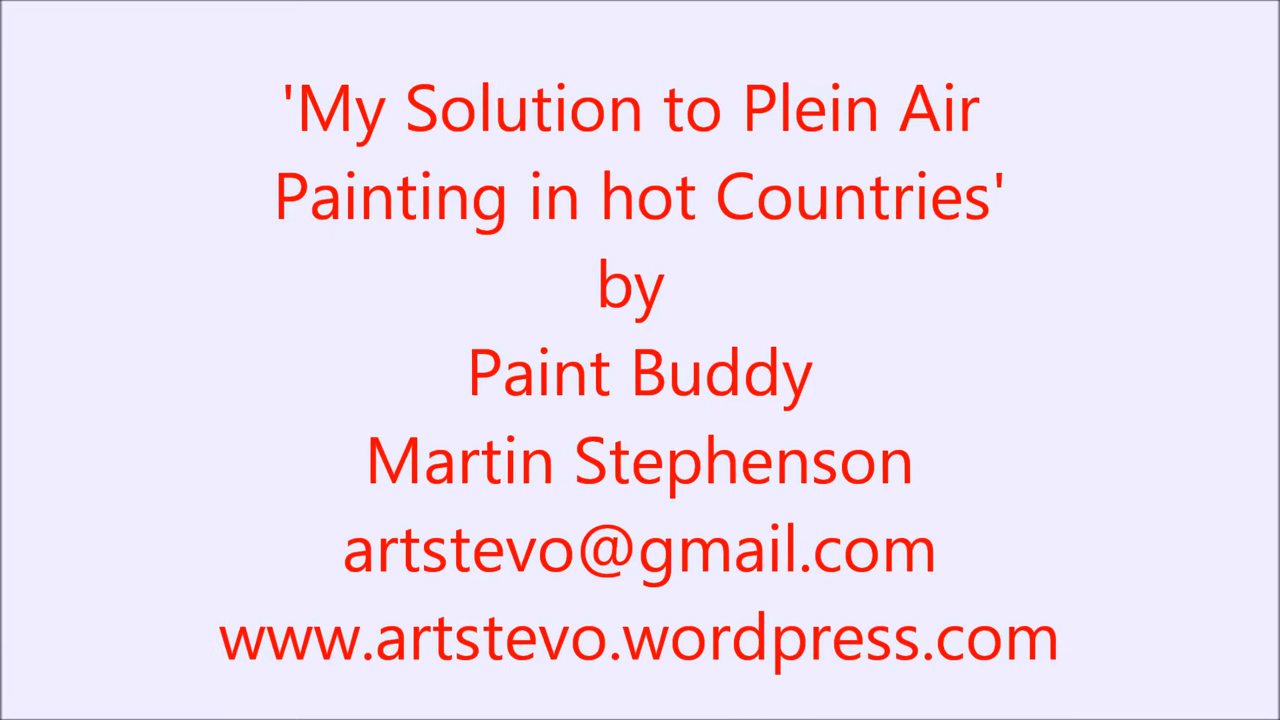 'My Solution to Plein Air
Painting in hot Countries'
by
Paint Buddy
Martin Stephenson
artstevo@gmail.com
www.artstevo.wordpress.com